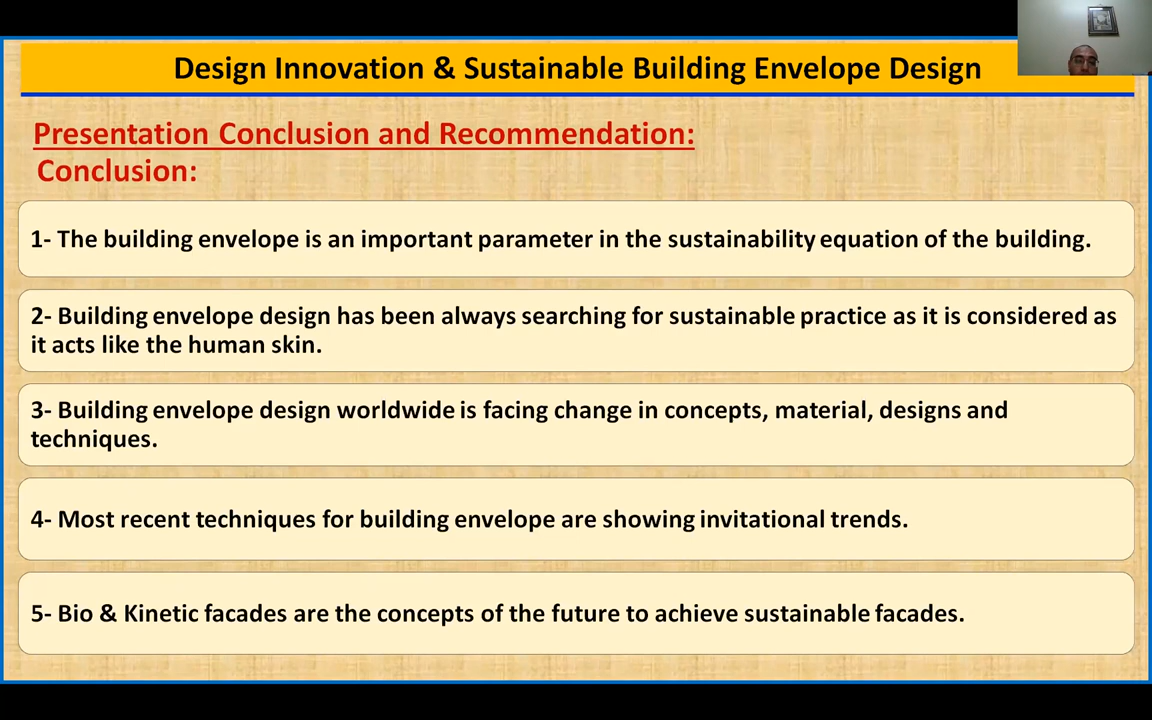 Design Innovation & Sustainable Building Envelope Design
Presentation Conclusion and Recommendation:
Conclusion:
1- The building envelope is an important parameter in the sustainability equation of the building.
2- Building envelope design has been always searching for sustainable practice as it is considered as
it acts like the human skin.
3- Building envelope design worldwide is facing change in concepts, material, designs and
techniques.
4- Most recent techniques for building envelope are showing invitational trends.
5- Bio & Kinetic facades are the concepts of the future to achieve sustainable facades.